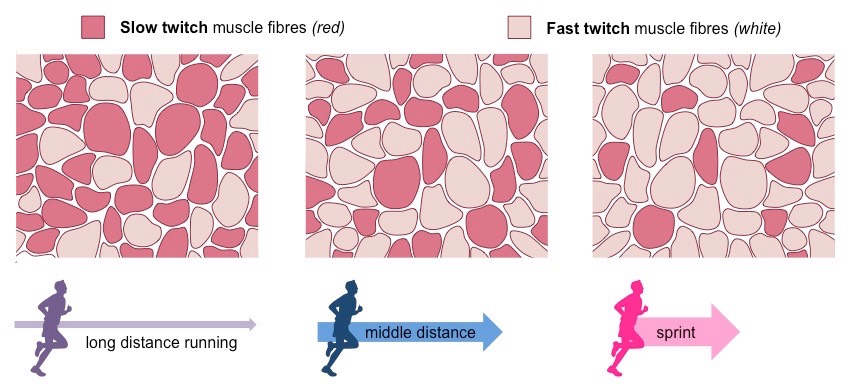 Slow twitch muscle fibres (red)
Fast twitch muscle fibres (white)
long distance running
middle distance
sprint